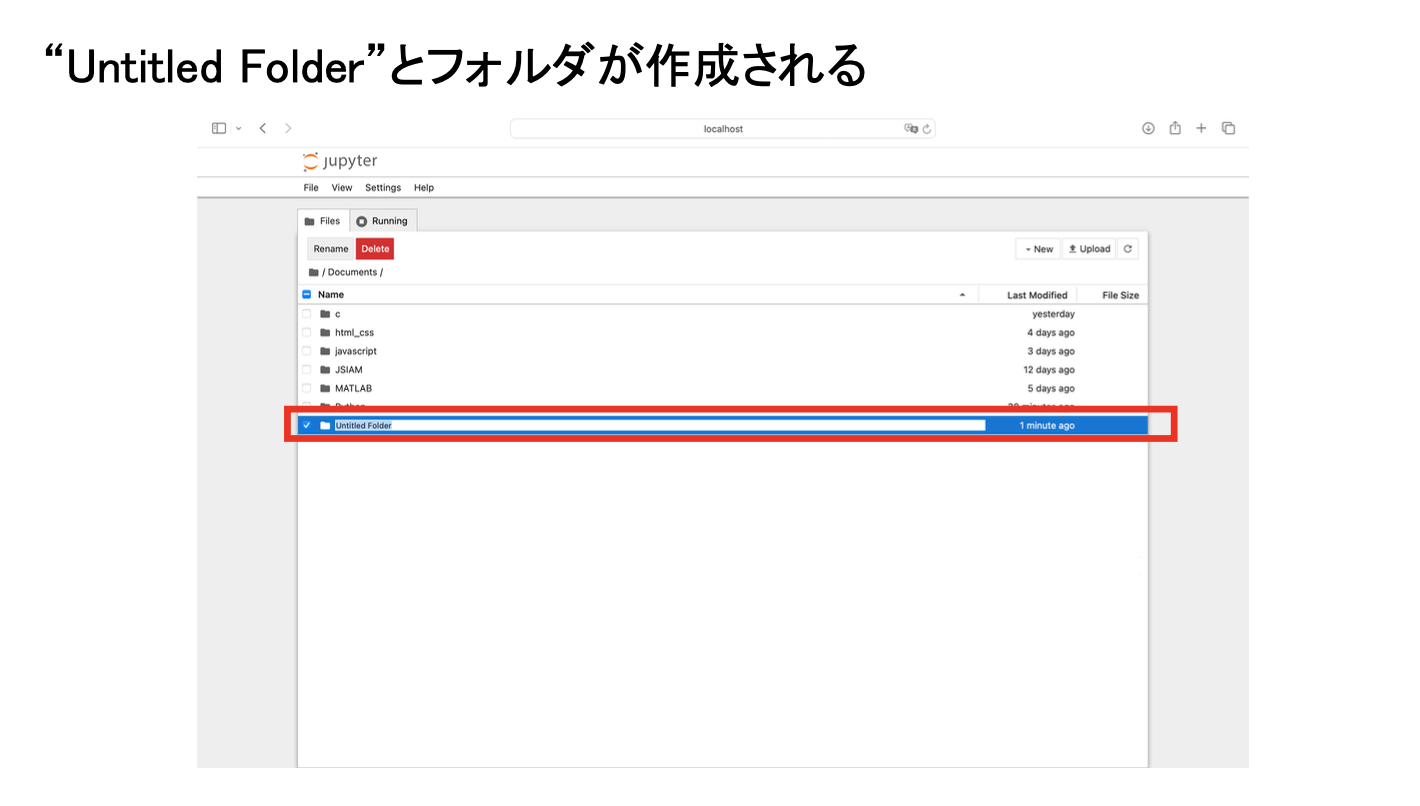 “Untitled Folder”とフォルダが作成される
localhost
jupyter
File View Settings Help
Files Running
Rename Delete New Upload
/ Documents /
Name Last Modified File Size
c yesterday
html_css 4 days ago
javascript 3 days ago
JSIAM 12 days ago
MATLAB 5 days ago
Untitled Folder 1 minute ago